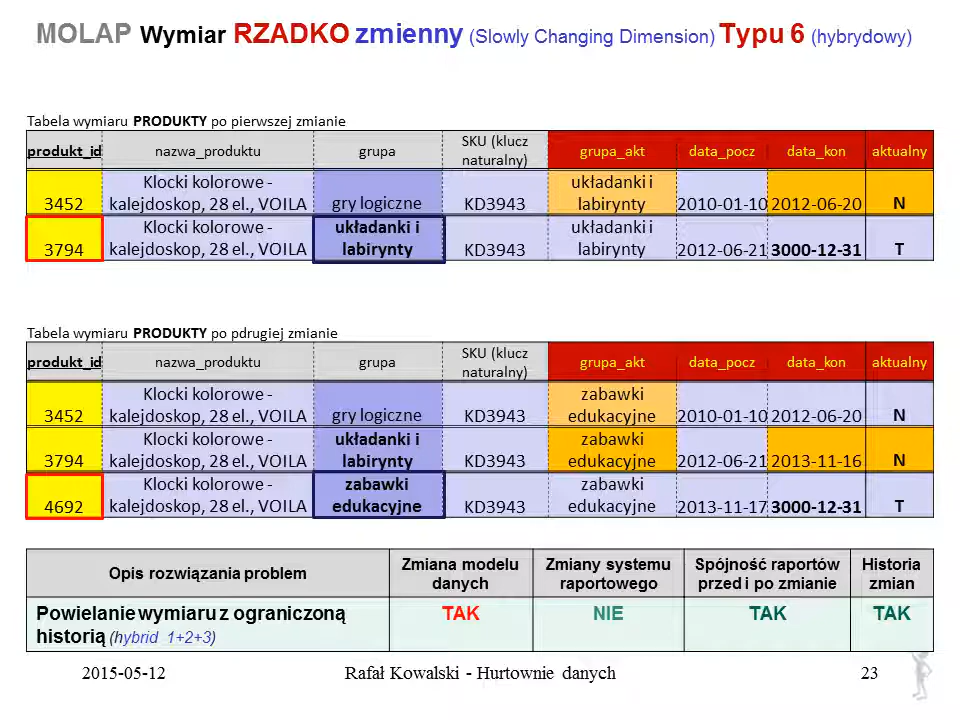 MOLAP Wymiar RZADKO zmienny (Slowly Changing Dimension) Typu 6 (hybrydowy)
Tabela wymiaru PRODUKTY po pierwszej zmianie
produkt_id nazwa_produktu grupa SKU (klucz naturalny) grupa_akt data_pocz data_kon aktualny
3452 Klocki kolorowe - kalejdoskop, 28 el., VOILA gry logiczne KD3943 układanki i labirynty 2010-01-10 2012-06-20 N
3794 Klocki kolorowe - kalejdoskop, 28 el., VOILA układanki i labirynty KD3943 układanki i labirynty 2012-06-21 3000-12-31 T
Tabela wymiaru PRODUKTY po pdrugiej zmianie
produkt_id nazwa_produktu grupa SKU (klucz naturalny) grupa_akt data_pocz data_kon aktualny
3452 Klocki kolorowe - kalejdoskop, 28 el., VOILA gry logiczne KD3943 zabawki edukacyjne 2010-01-10 2012-06-20 N
3794 Klocki kolorowe - kalejdoskop, 28 el., VOILA układanki i labirynty KD3943 zabawki edukacyjne 2012-06-21 2013-11-16 N
4692 Klocki kolorowe - kalejdoskop, 28 el., VOILA zabawki edukacyjne KD3943 zabawki edukacyjne 2013-11-17 3000-12-31 T
Opis rozwiązania problem Zmiana modelu danych Zmiany systemu raportowego Spójność raportów przed i po zmianie Historia zmian
Powielanie wymiaru z ograniczoną historią (hybrid 1+2+3) TAK NIE TAK TAK
2015-05-12 Rafał Kowalski - Hurtownie danych 23